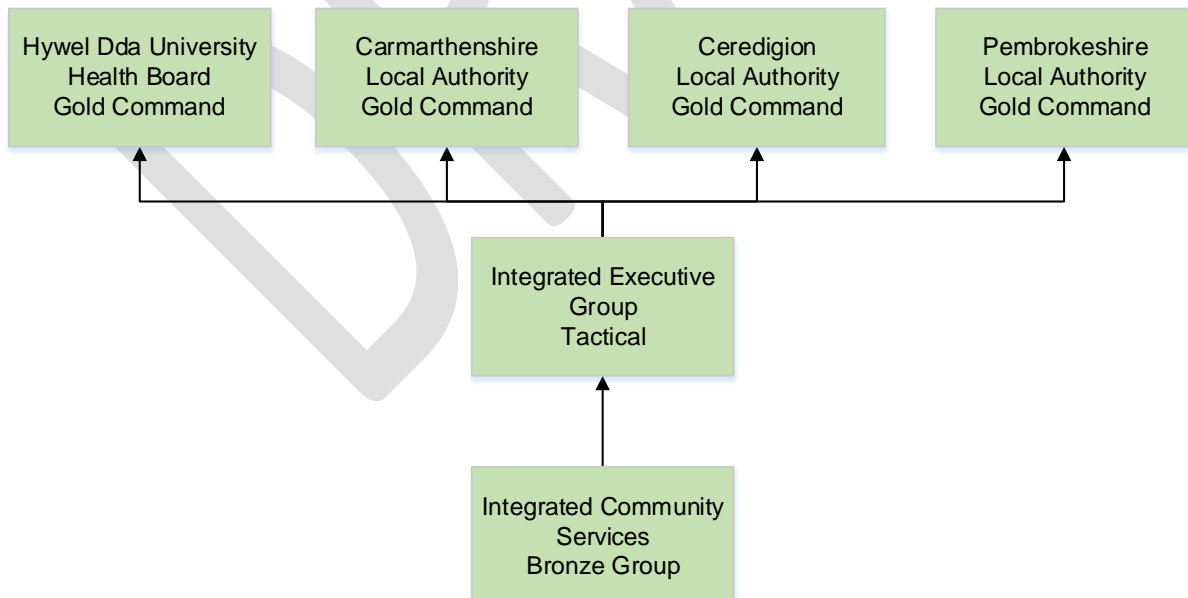 Hywel Dda University
Health Board
Gold Command
Carmarthenshire
Local Authority
Gold Command
Ceredigion
Local Authority
Gold Command
Pembrokeshire
Local Authority
Gold Command
Integrated Executive
Group
Tactical
Integrated Community
Services
Bronze Group